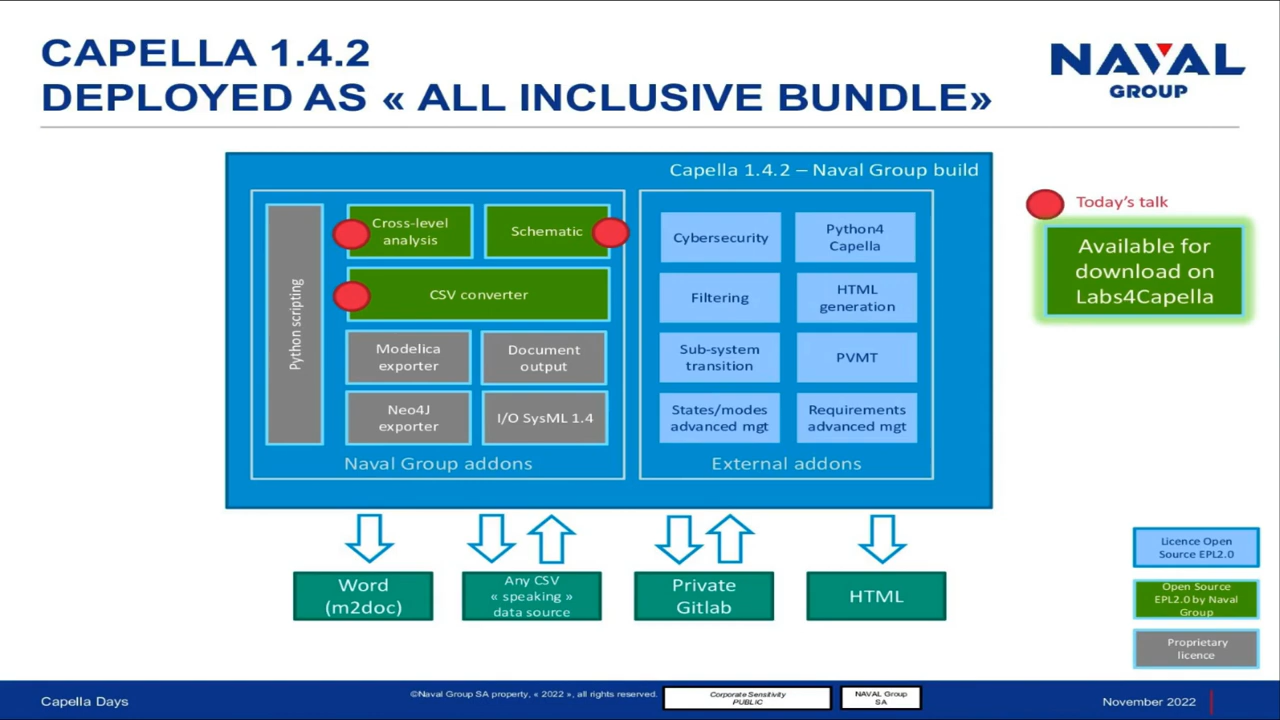 CAPELLA 1.4.2
DEPLOYED AS « ALL INCLUSIVE BUNDLE»
NAVAL
GROUP
Capella 1.4.2 – Naval Group build
Python scripting
Cross-level
analysis
Schematic
CSV converter
Modelica
exporter
Document
output
Neo4J
exporter
I/O SysML 1.4
Naval Group addons
Cybersecurity
Python4
Capella
Filtering
HTML
generation
Sub-system
transition
PVMT
States/modes
advanced mgt
Requirements
advanced mgt
External addons
Today's talk
Available for
download on
Labs4Capella
Word
(m2doc)
Any CSV
« speaking »
data source
Private
Gitlab
HTML
Licence Open
Source EPL2.0
Open Source
EPL2.0 by Naval
Group
Proprietary
licence
Capella Days
©Naval Group SA property, « 2022 », all rights reserved.
Corporate Sensitivity
PUBLIC
NAVAL Group
SA
November 2022